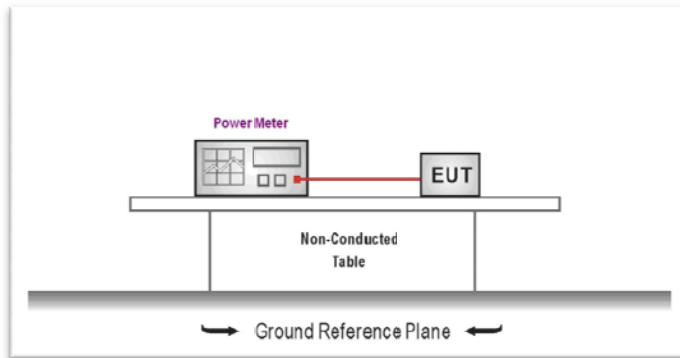 Power Meter
EUT
Non-Conducted
Table
Ground Reference Plane